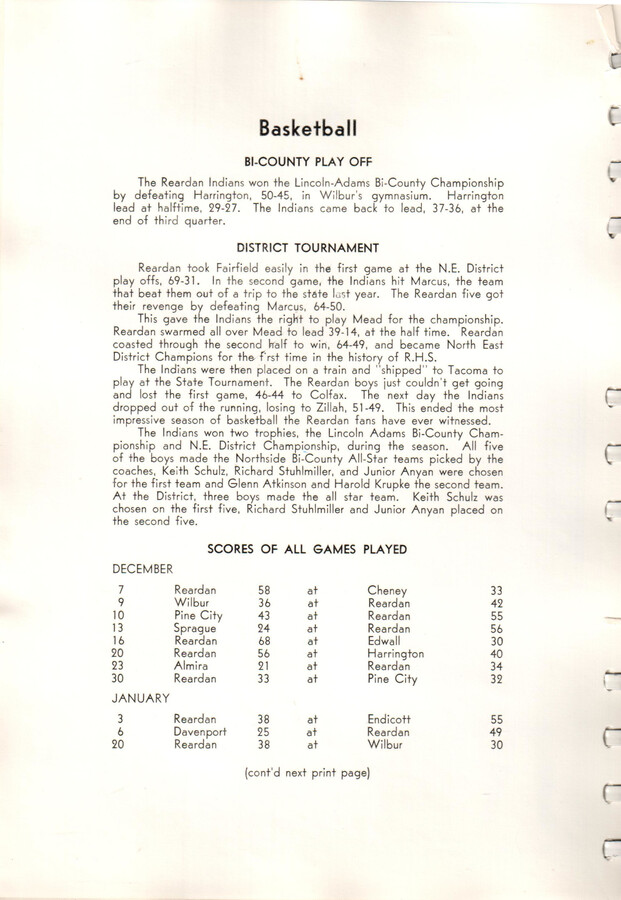 Basketball
BI-COUNTY PLAY OFF
The Reardan Indians won the Lincoln-Adams Bi-County Championship
by defeating Harrington, 50-45, in Wilbur's gymnasium. Harrington
lead at halftime, 29-27. The Indians came back to lead, 37-36, at the
end of third quarter.
DISTRICT TOURNAMENT
Reardan took Fairfield easily in the first game at the N.E. District
play offs, 69-31. In the second game, the Indians hit Marcus, the team
that beat them out of a trip to the state last year. The Reardan five got
their revenge by defeating Marcus, 64-50.
This gave the Indians the right to play Mead for the championship.
Reardan swarmed all over Mead to lead 39-14, at the half time. Reardan
coasted through the second half to win, 64-49, and became North East
District Champions for the first time in the history of R.H.S.
The Indians were then placed on a train and "shipped" to Tacoma to
play at the State Tournament. The Reardan boys just couldn't get going
and lost the first game, 46-44 to Colfax. The next day the Indians
dropped out of the running, losing to Zillah, 51-49. This ended the most
impressive season of basketball the Reardan fans have ever witnessed.
The Indians won two trophies, the Lincoln Adams Bi-County Cham-
pionship and N.E. District Championship, during the season. All five
of the boys made the Northside Bi-County All-Star teams picked by the
coaches, Keith Schulz, Richard Stuhlmiller, and Junior Anyan were chosen
for the first team and Glenn Atkinson and Harold Krupke the second team.
At the District, three boys made the all star team. Keith Schulz was
chosen on the first five, Richard Stuhlmiller and Junior Anyan placed on
the second five.
SCORES OF ALL GAMES PLAYED
DECEMBER
7 Reardan 58 at Cheney 33
9 Wilbur 36 at Reardan 42
10 Pine City 43 at Reardan 55
13 Sprague 24 at Reardan 56
16 Reardan 68 at Edwall 30
20 Reardan 56 at Harrington 40
23 Almira 21 at Reardan 34
30 Reardan 33 at Pine City 32
JANUARY
3 Reardan 38 at Endicott 55
6 Davenport 25 at Reardan 49
20 Reardan 38 at Wilbur 30
(cont'd next print page)